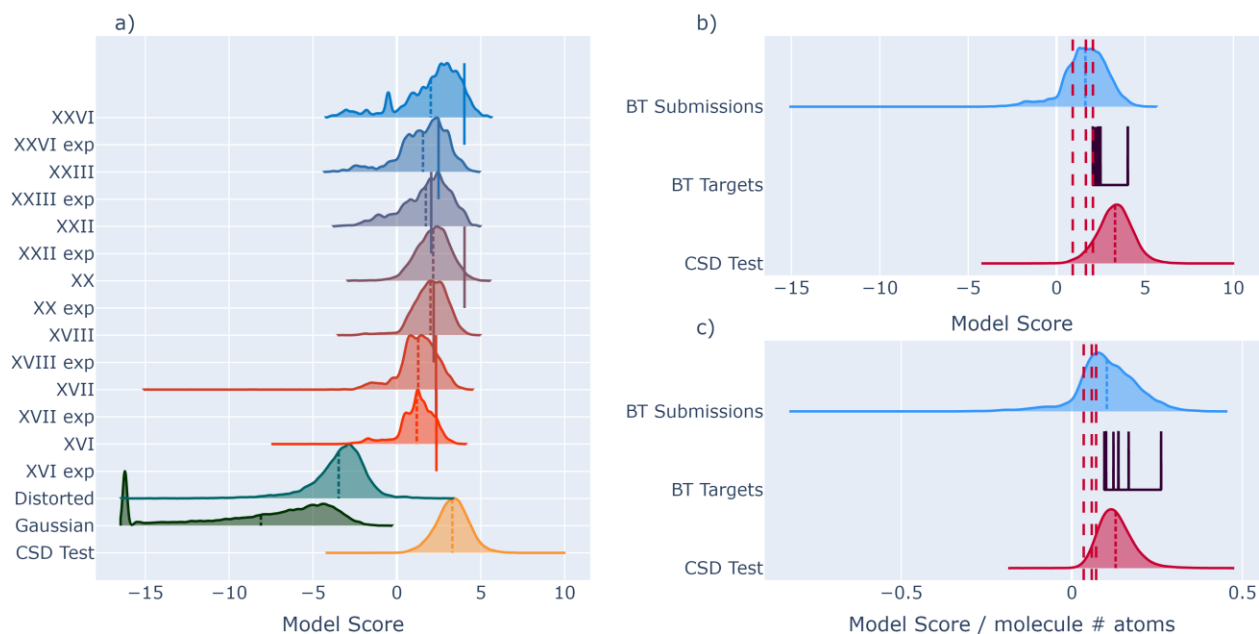 a)
XXVI
XXVI exp
XXIII
XXIII exp
XXII
XXII exp
XX
XX exp
XVIII
XVIII exp
XVII
XVII exp
XVI
XVI exp
Distorted
Gaussian
CSD Test
−15 −10 −5 0 5 10
Model Score
b)
BT Submissions
BT Targets
CSD Test
−15 −10 −5 0 5 10
Model Score
c)
BT Submissions
BT Targets
CSD Test
−0.5 0 0.5
Model Score / molecule # atoms